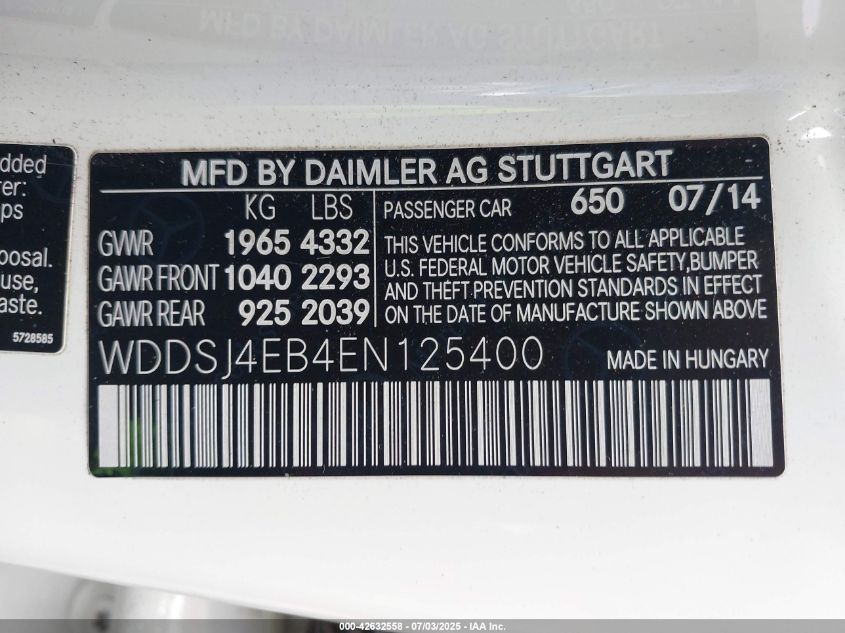 MFD BY DAIMLER AG STUTTGART
KG LBS
GVWR 1965 4332
GAWR FRONT 1040 2293
GAWR REAR 925 2039
PASSENGER CAR 650 07/14
THIS VEHICLE CONFORMS TO ALL APPLICABLE
U.S. FEDERAL MOTOR VEHICLE SAFETY,BUMPER
AND THEFT PREVENTION STANDARDS IN EFFECT
ON THE DATE OF MANUFACTURE SHOWN ABOVE
WDDSJ4EB4EN125400 MADE IN HUNGARY
dded
rer:
ps
posal.
use,
aste.
5728585
000-42632558 - 07/03/2025 - IAA Inc.